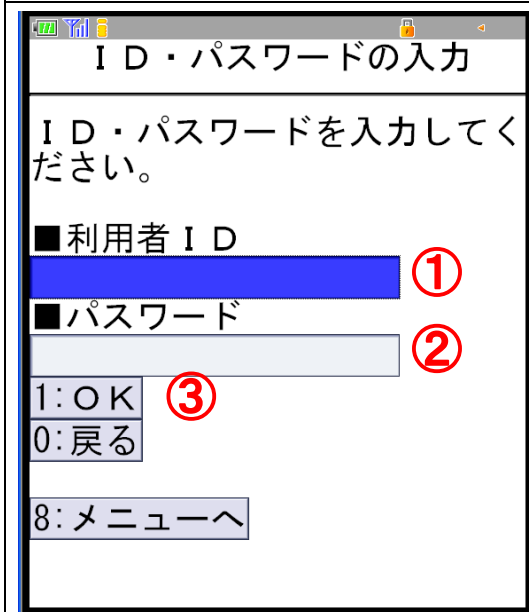 ＩＤ・パスワードの入力
ＩＤ・パスワードを入力してく
ださい。
■利用者ＩＤ
①
■パスワード
②
1:ＯＫ ③
0:戻る
8:メニューへ